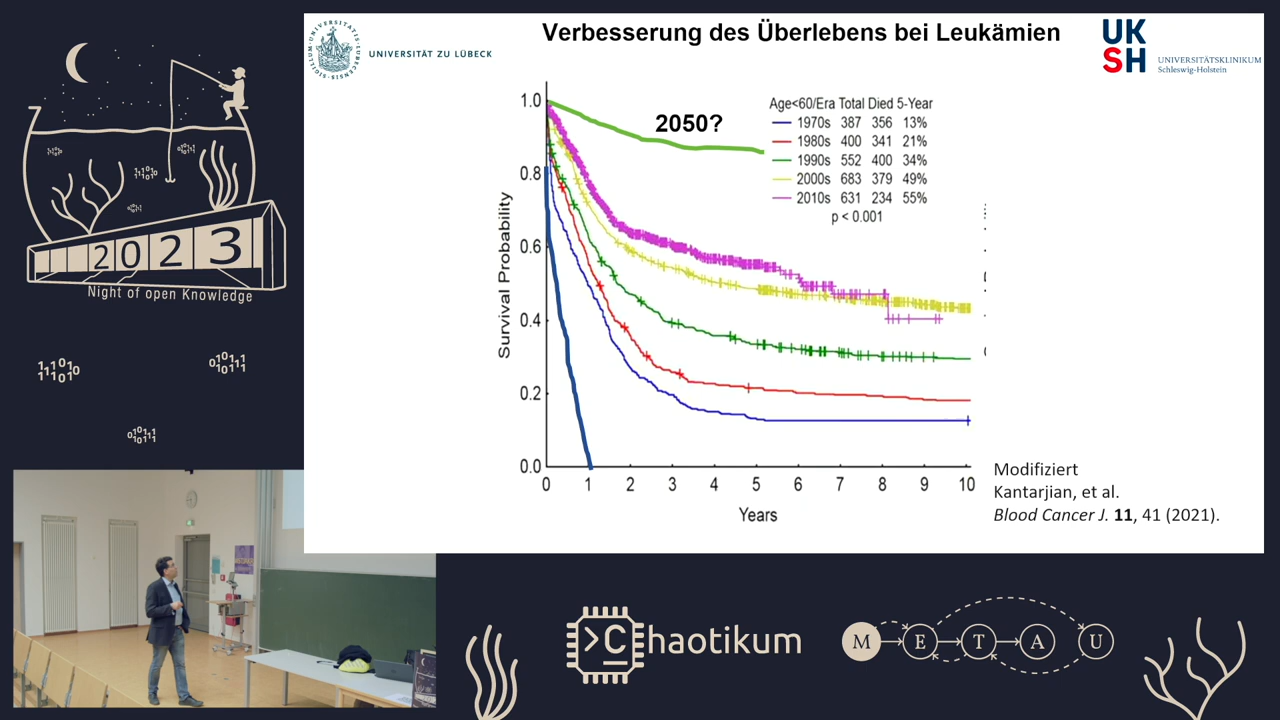 UNIVERSITÄT ZU LÜBECK
Verbesserung des Überlebens bei Leukämien
UK
SH
UNIVERSITÄTSKLINIKUM
Schleswig-Holstein
2023
Night of open Knowledge
Survival Probability
1.0
0.8
0.6
0.4
0.2
0.0
2050?
Age<60/Era Total Died 5-Year
1970s 387 356 13%
1980s 400 341 21%
1990s 552 400 34%
2000s 683 379 49%
2010s 631 234 55%
p < 0.001
0 1 2 3 4 5 6 7 8 9 10
Years
Modifiziert
Kantarjian, et al.
Blood Cancer J. 11, 41 (2021).
>C haotikum
M E T A U